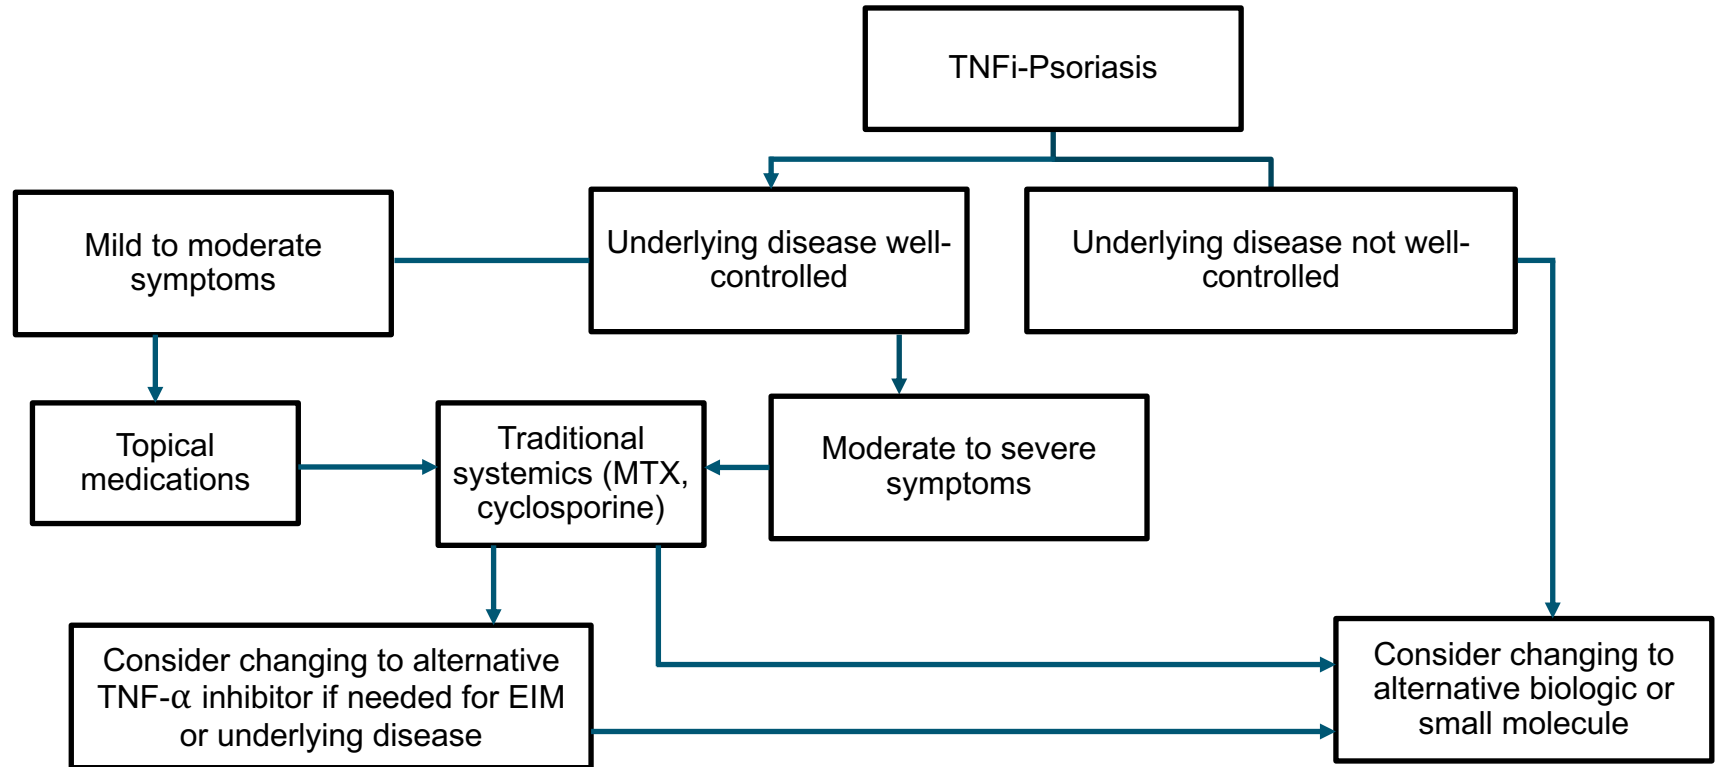 TNFi-Psoriasis
Mild to moderate
symptoms
Underlying disease well-
controlled
Underlying disease not well-
controlled
Topical
medications
Traditional
systemics (MTX,
cyclosporine)
Moderate to severe
symptoms
Consider changing to alternative
TNF-α inhibitor if needed for EIM
or underlying disease
Consider changing to
alternative biologic or
small molecule